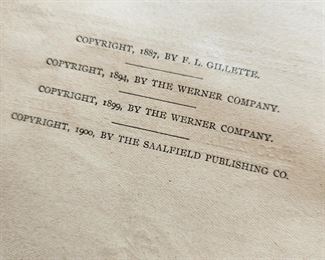 COPYRIGHT, 1887, BY F. L. GILLETTE.
COPYRIGHT, 1894, BY THE WERNER COMPANY.
COPYRIGHT, 1899, BY THE WERNER COMPANY.
COPYRIGHT, 1900, BY THE SAALFIELD PUBLISHING CO.